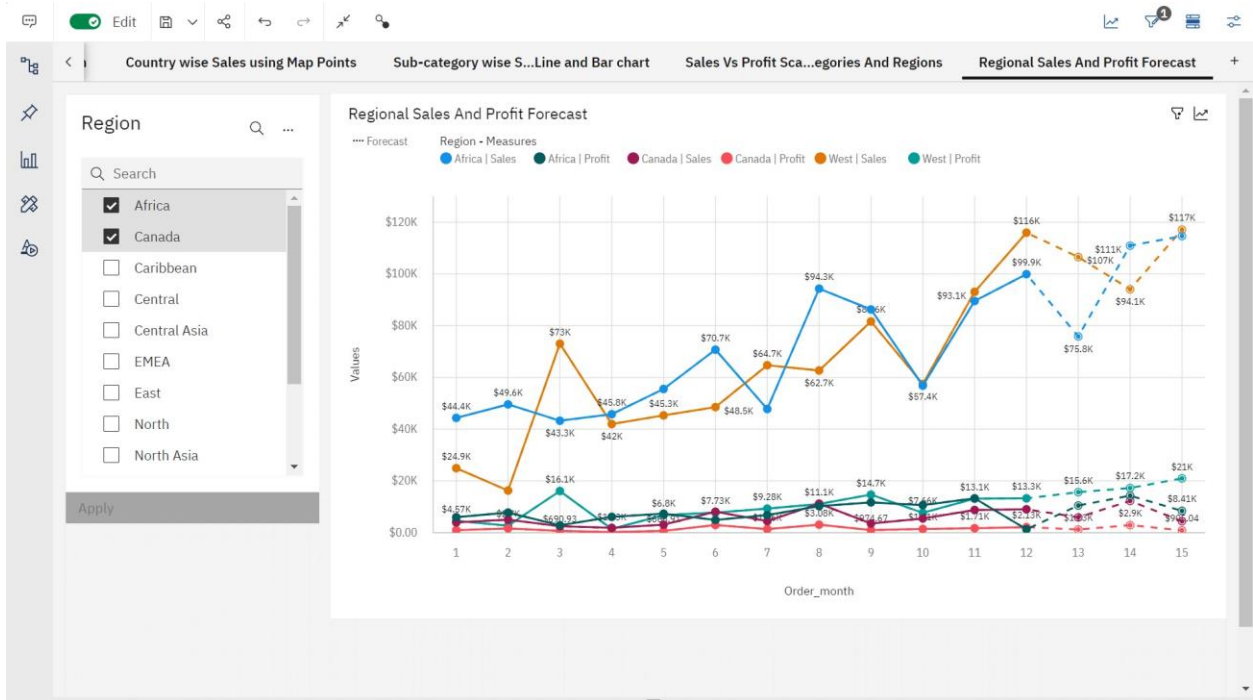 Edit
1
Country wise Sales using Map Points
Sub-category wise S...Line and Bar chart
Sales Vs Profit Sca...egories And Regions
Regional Sales And Profit Forecast
+
Region
...
Search
Africa
Canada
Caribbean
Central
Central Asia
EMEA
East
North
North Asia
Apply
Regional Sales And Profit Forecast
Forecast
Region - Measures
Africa | Sales
Africa | Profit
Canada | Sales
Canada | Profit
West | Sales
West | Profit
Values
$120K
$100K
$80K
$60K
$40K
$20K
$0.00
$116K
$117K
$111K
$107K
$99.9K
$94.3K
$93.1K
$94.1K
$73K
$75.8K
$70.7K
$64.7K
$62.7K
$57.4K
$49.6K
$44.4K
$45.8K
$45.3K
$48.5K
$43.3K
$42K
$24.9K
$16.1K
$14.7K
$13.1K
$13.3K
$15.6K
$17.2K
$21K
$4.57K
$6.8K
$7.73K
$9.28K
$11.1K
$7.66K
$8.41K
$690.93
$3.08K
$974.67
$1.71K
$2.13K
$2.9K
1 2 3 4 5 6 7 8 9 10 11 12 13 14 15
Order_month